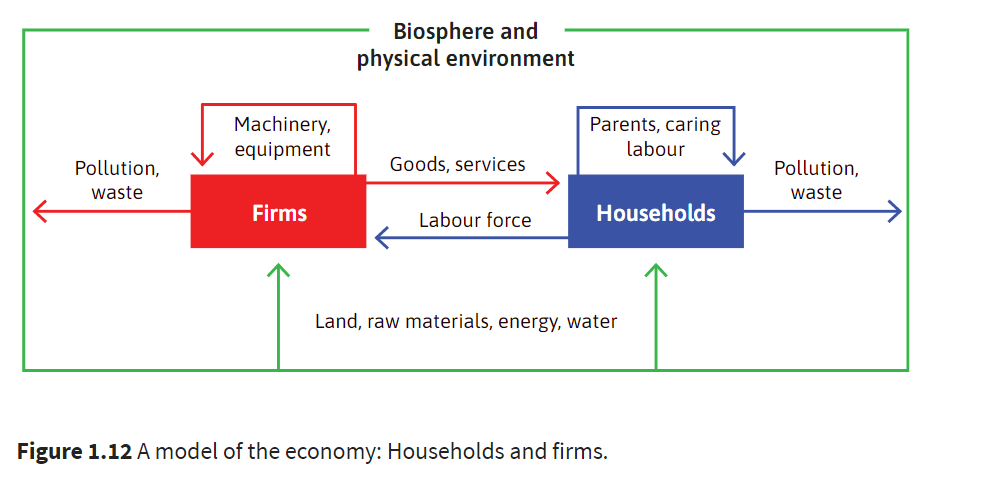 Biosphere and
physical environment
Machinery,
equipment
Parents, caring
labour
Pollution,
waste
Goods, services
Pollution,
waste
Firms
Labour force
Households
Land, raw materials, energy, water
Figure 1.12 A model of the economy: Households and firms.